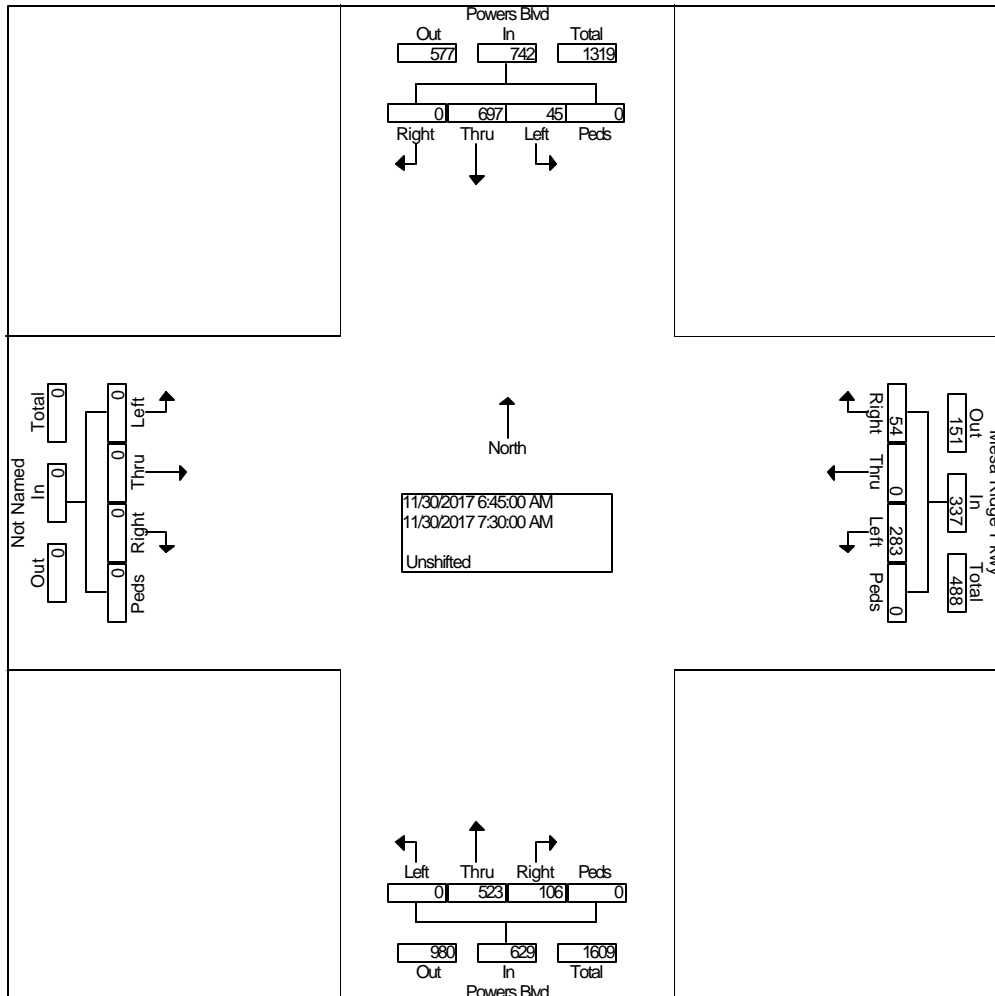 Powers Blvd
Out In Total
577 742 1319
0 697 45 0
Right Thru Left Peds
Not Named
Total In Out
0 0 0
0 0 0 0
Left Thru Right Peds
North
11/30/2017 6:45:00 AM
11/30/2017 7:30:00 AM
Unshifted
Mesa Ridge Pkwy
Out In Total
151 337 488
54 0 283 0
Right Thru Left Peds
Left Thru Right Peds
0 523 106 0
980 629 1609
Out In Total
Powers Blvd